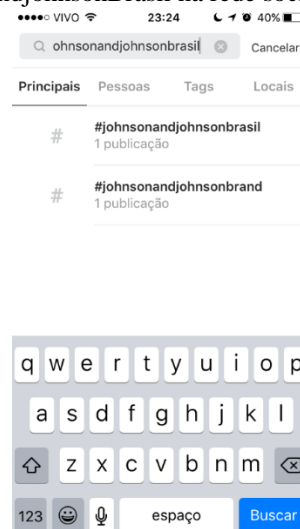 ●●●●○ VIVO 23:24 40%
ohnsonandjohnsonbrasil Cancelar
Principais Pessoas Tags Locais
# #johnsonandjohnsonbrasil
1 publicação
# #johnsonandjohnsonbrand
1 publicação
q w e r t y u i o p
a s d f g h j k l
z x c v b n m
123 espaço Buscar